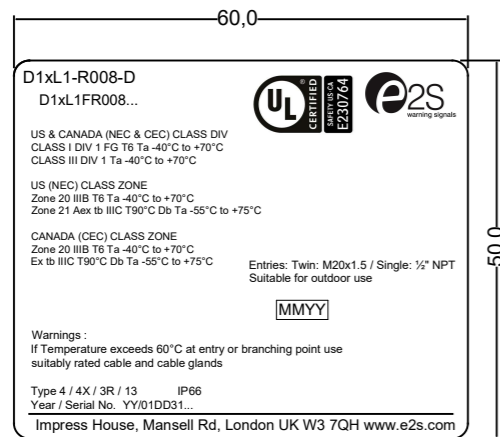 60,0
D1xL1-R008-D
D1xL1FR008...
UL
CERTIFIED
SAFETY US CA
E230764
e2S
warning signals
US & CANADA (NEC & CEC) CLASS DIV
CLASS I DIV 1 FG T6 Ta -40°C to +70°C
CLASS III DIV 1 Ta -40°C to +70°C
US (NEC) CLASS ZONE
Zone 20 IIIB T6 Ta -40°C to +70°C
Zone 21 Aex tb IIIC T90°C Db Ta -55°C to +75°C
CANADA (CEC) CLASS ZONE
Zone 20 IIIB T6 Ta -40°C to +70°C
Ex tb IIIC T90°C Db Ta -55°C to +75°C
Entries: Twin: M20x1.5 / Single: ½" NPT
Suitable for outdoor use
50,0
MMYY
Warnings :
If Temperature exceeds 60°C at entry or branching point use
suitably rated cable and cable glands
Type 4 / 4X / 3R / 13 IP66
Year / Serial No. YY/01DD31...
Impress House, Mansell Rd, London UK W3 7QH www.e2s.com